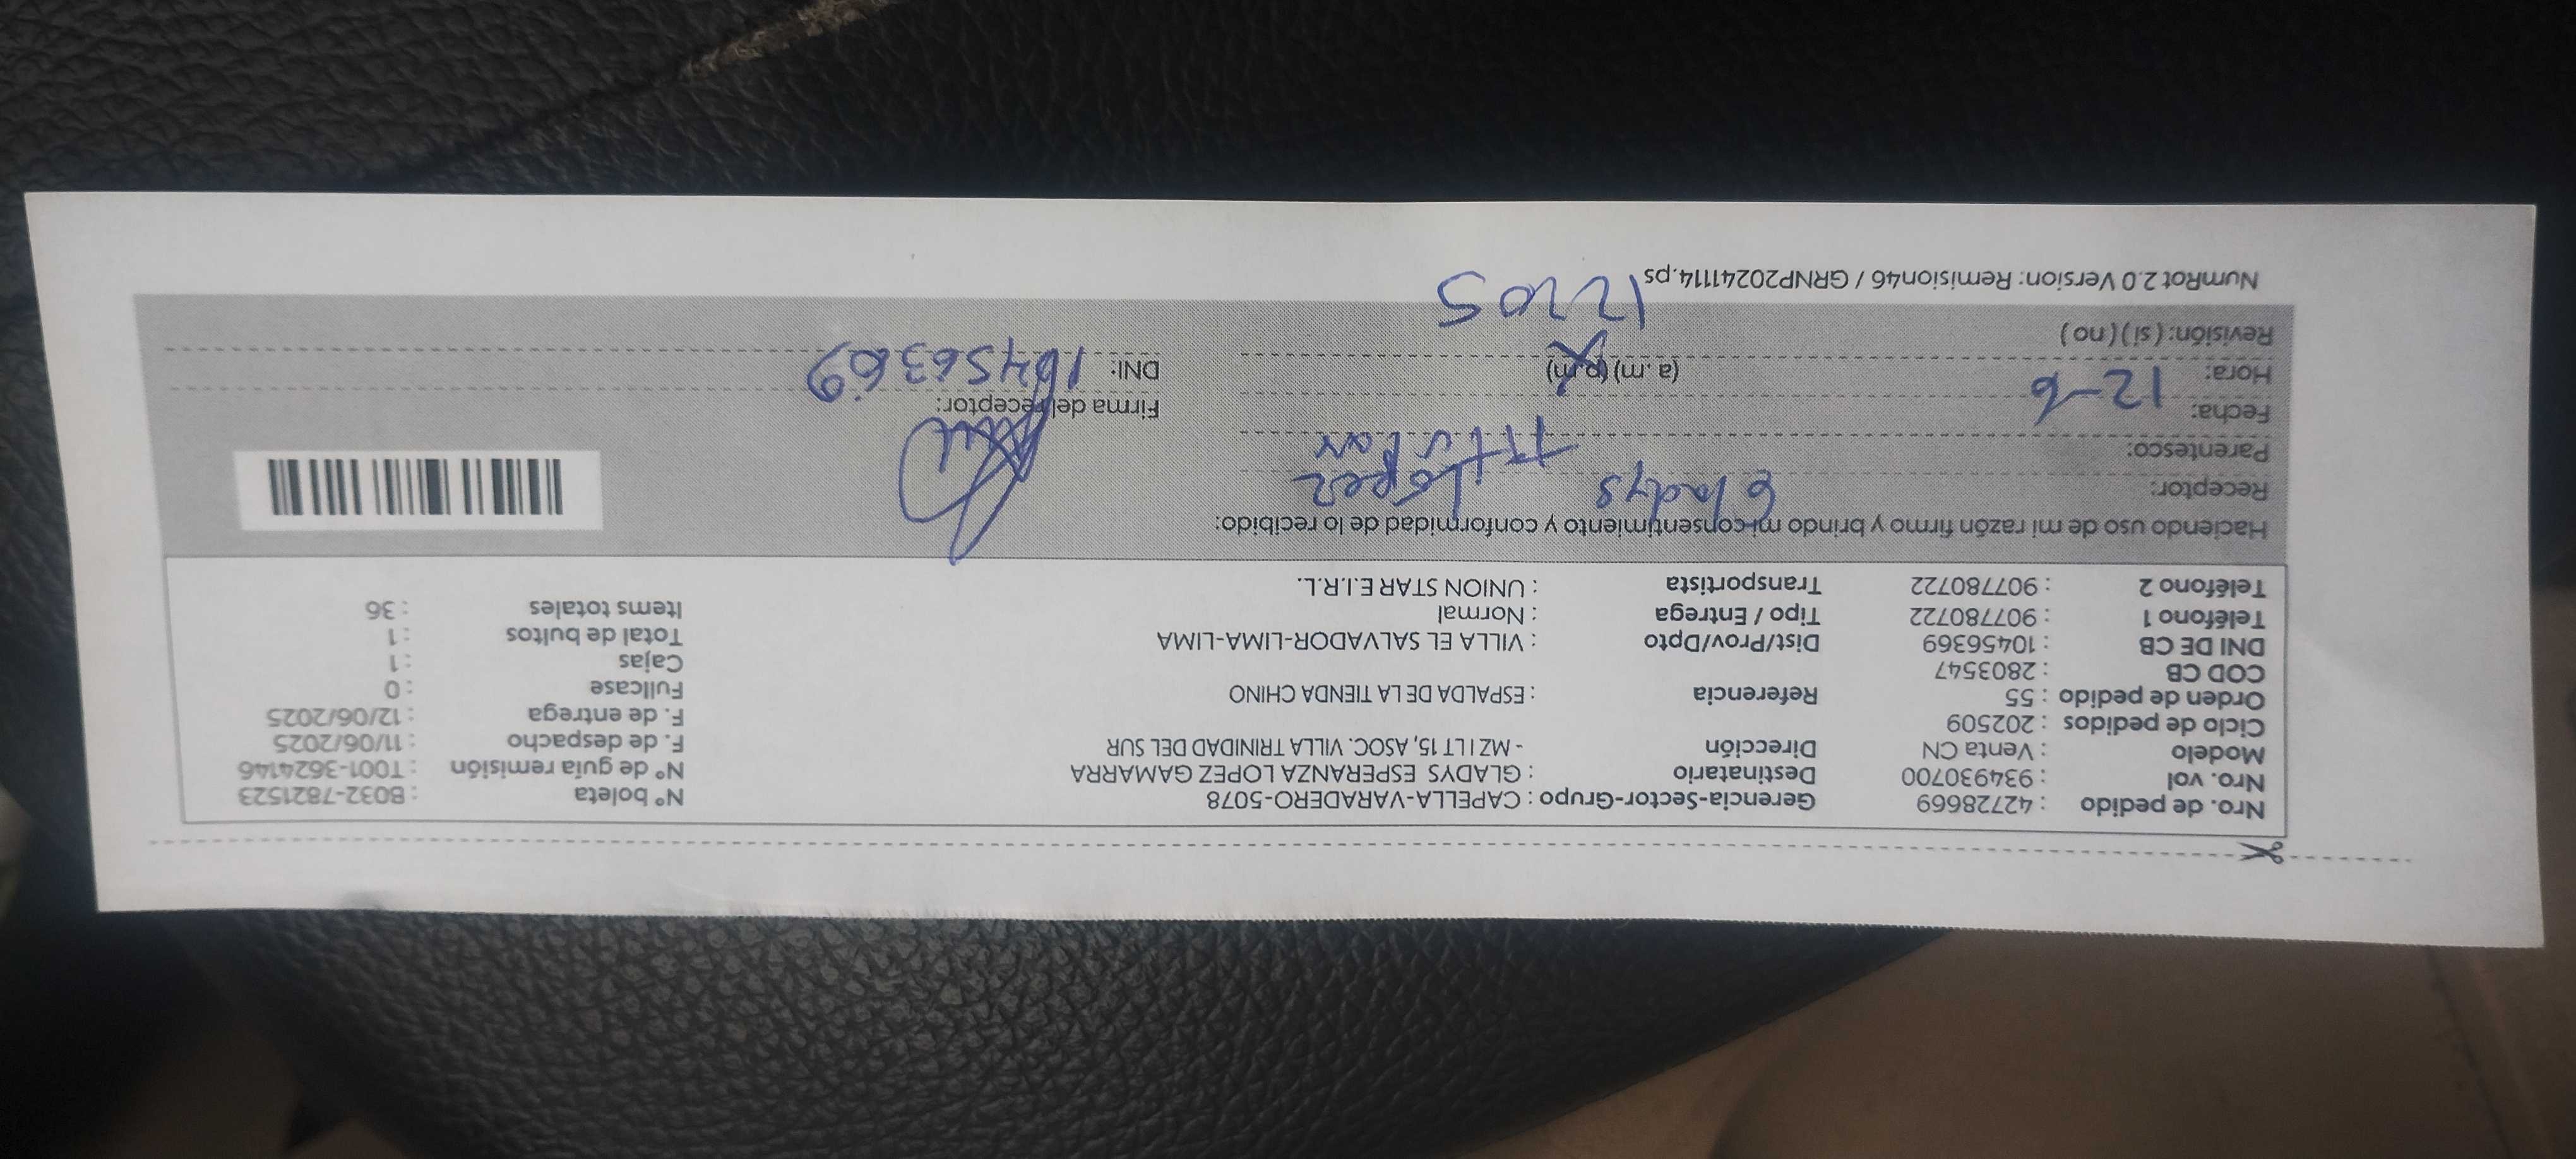 Nro. de pedido : 42728669 Gerencia-Sector-Grupo : CAPELLA-VARADERO-5078 N° boleta : B032-7821523
Nro. vol : 934930700 Destinatario : GLADYS ESPERANZA LOPEZ GAMARRA N° de guía remisión : T001-3624146
Modelo : Venta CN Dirección - MZ I LT 15, ASOC. VILLA TRINIDAD DEL SUR F. de despacho : 11/06/2025
Ciclo de pedidos : 202509 F. de entrega : 12/06/2025
Orden de pedido : 55 Referencia : ESPALDA DE LA TIENDA CHINO Fullcase : 0
COD CB : 2803547 Cajas : 1
DNI DE CB : 10456369 Dist/Prov/Dpto : VILLA EL SALVADOR-LIMA-LIMA Total de bultos : 1
Teléfono 1 : 907780722 Tipo / Entrega : Normal Items totales : 36
Teléfono 2 : 907780722 Transportista : UNION STAR E.I.R.L.
Haciendo uso de mi razón firmo y brindo mi consentimiento y conformidad de lo recibido:
Receptor: Gladys López
Parentesco: Titular
Fecha: 12-6 Firma del receptor:
Hora: (a .m) (p.m) DNI: 10456369
Revisión: ( si ) ( no ) 1205
NumRot 2.0 Version: Remision46 / GRNP20241114.ps